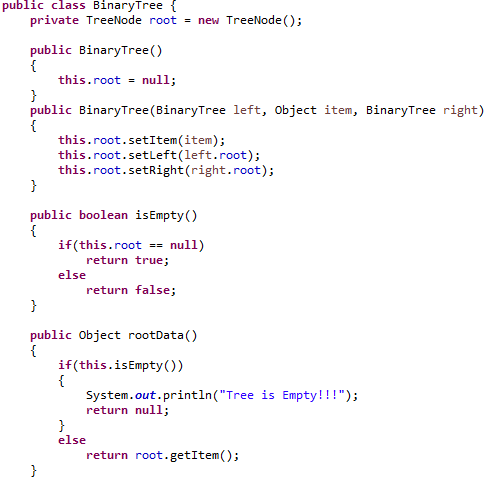 public class BinaryTree {
    private TreeNode root = new TreeNode();

    public BinaryTree()
    {
        this.root = null;
    }
    public BinaryTree(BinaryTree left, Object item, BinaryTree right)
    {
        this.root.setItem(item);
        this.root.setLeft(left.root);
        this.root.setRight(right.root);
    }

    public boolean isEmpty()
    {
        if(this.root == null)
            return true;
        else
            return false;
    }

    public Object rootData()
    {
        if(this.isEmpty())
        {
            System.out.println("Tree is Empty!!!");
            return null;
        }
        else
            return root.getItem();
    }